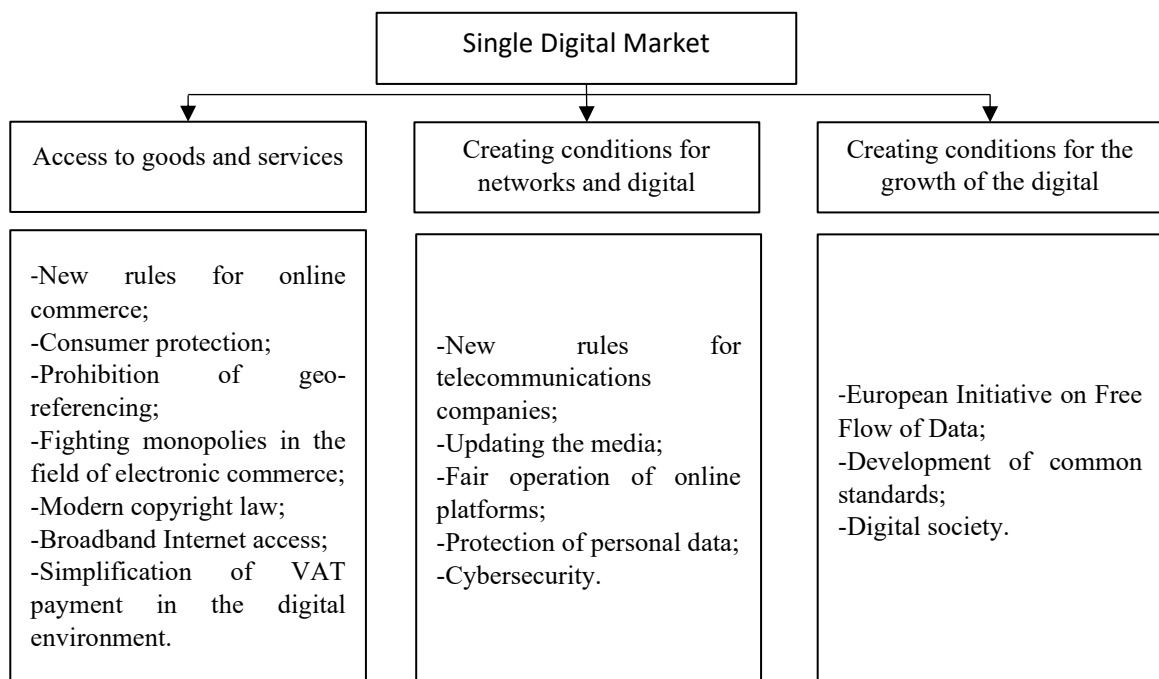 Single Digital Market
Access to goods and services
Creating conditions for
networks and digital
Creating conditions for the
growth of the digital
-New rules for online
commerce;
-Consumer protection;
-Prohibition of geo-
referencing;
-Fighting monopolies in the
field of electronic commerce;
-Modern copyright law;
-Broadband Internet access;
-Simplification of VAT
payment in the digital
environment.
-New rules for
telecommunications
companies;
-Updating the media;
-Fair operation of online
platforms;
-Protection of personal data;
-Cybersecurity.
-European Initiative on Free
Flow of Data;
-Development of common
standards;
-Digital society.